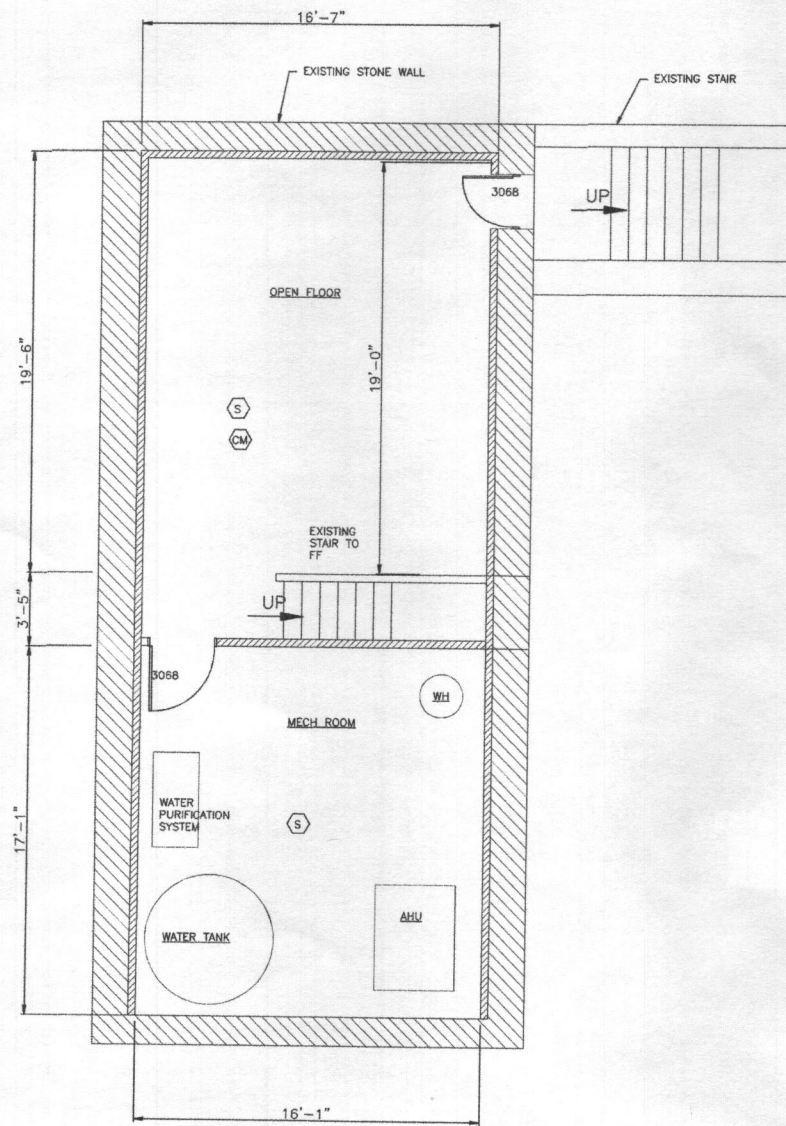 16'-7"
EXISTING STONE WALL
EXISTING STAIR
3068
UP
OPEN FLOOR
19'-6"
19'-0"
S
CM
EXISTING
STAIR TO
FF
3'-5"
UP
3068
WH
MECH ROOM
WATER
PURIFICATION
SYSTEM
S
17'-1"
AHU
WATER TANK
16'-1"